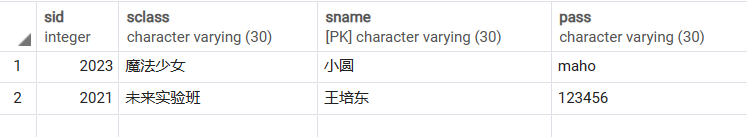 sid sclass sname pass
integer character varying (30) [PK] character varying (30) character varying (30)
1 2023 魔法少女 小圆 maho
2 2021 未来实验班 王培东 123456